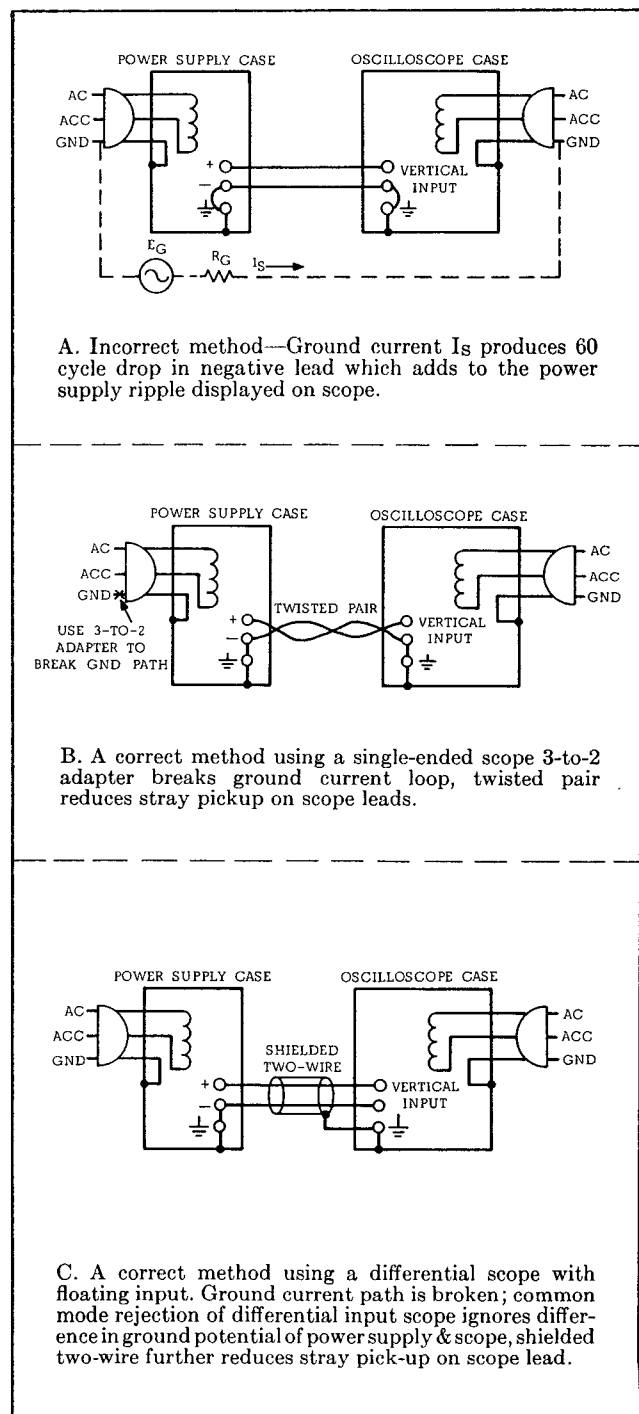 POWER SUPPLY CASE
OSCILLOSCOPE CASE
AC
ACC
GND
AC
ACC
GND
+
−
VERTICAL
INPUT
EG
RG
IS
A. Incorrect method—Ground current IS produces 60
cycle drop in negative lead which adds to the power
supply ripple displayed on scope.
POWER SUPPLY CASE
OSCILLOSCOPE CASE
AC
ACC
GND
USE 3-TO-2
ADAPTER TO
BREAK GND PATH
AC
ACC
GND
+
−
TWISTED PAIR
VERTICAL
INPUT
B. A correct method using a single-ended scope 3-to-2
adapter breaks ground current loop, twisted pair
reduces stray pickup on scope leads.
POWER SUPPLY CASE
OSCILLOSCOPE CASE
AC
ACC
GND
AC
ACC
GND
SHIELDED
TWO-WIRE
+
−
VERTICAL
INPUT
C. A correct method using a differential scope with
floating input. Ground current path is broken; common
mode rejection of differential input scope ignores differ-
ence in ground potential of power supply & scope, shielded
two-wire further reduces stray pick-up on scope lead.